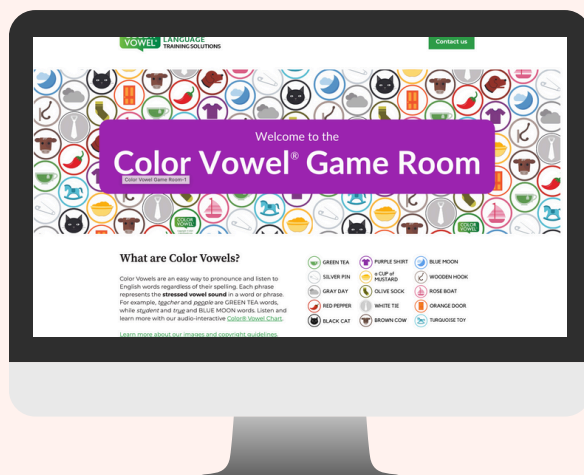 VOWEL® LANGUAGE
TRAINING SOLUTIONS
Contact us
Welcome to the
Color Vowel® Game Room
Color Vowel Game Room-1
COLOR
VOWEL
What are Color Vowels?
Color Vowels are an easy way to pronounce and listen to
English words regardless of their spelling. Each phrase
represents the stressed vowel sound in a word or phrase.
For example, teacher and people are GREEN TEA words,
while student and true and BLUE MOON words. Listen and
learn more with our audio-interactive Color® Vowel Chart.
Learn more about our images and copyright guidelines.
GREEN TEA
SILVER PIN
GRAY DAY
RED PEPPER
BLACK CAT
PURPLE SHIRT
a CUP of
MUSTARD
OLIVE SOCK
WHITE TIE
BROWN COW
BLUE MOON
WOODEN HOOK
ROSE BOAT
ORANGE DOOR
TURQUOISE TOY